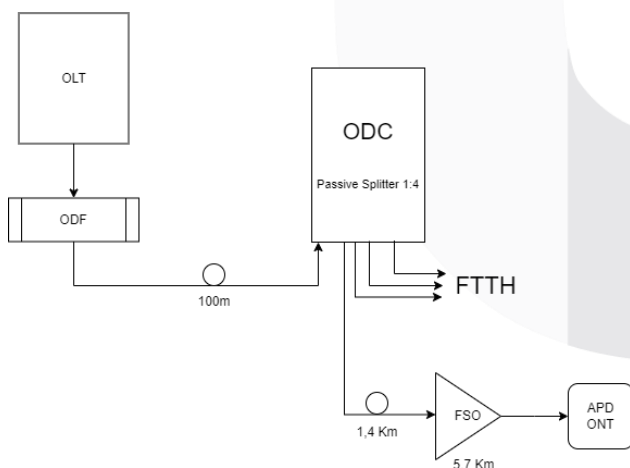 OLT
ODF
100m
ODC
Passive Splitter 1:4
FTTH
1,4 Km
FSO
5,7 Km
APD
ONT